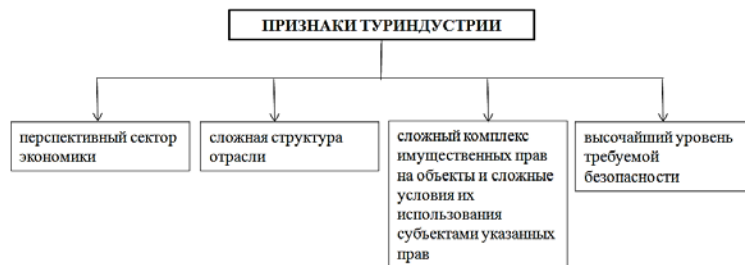 ПРИЗНАКИ ТУРИНДУСТРИИ
перспективный сектор
экономики
сложная структура
отрасли
сложный комплекс
имущественных прав
на объекты и сложные
условия их
использования
субъектами указанных
прав
высочайший уровень
требуемой
безопасности